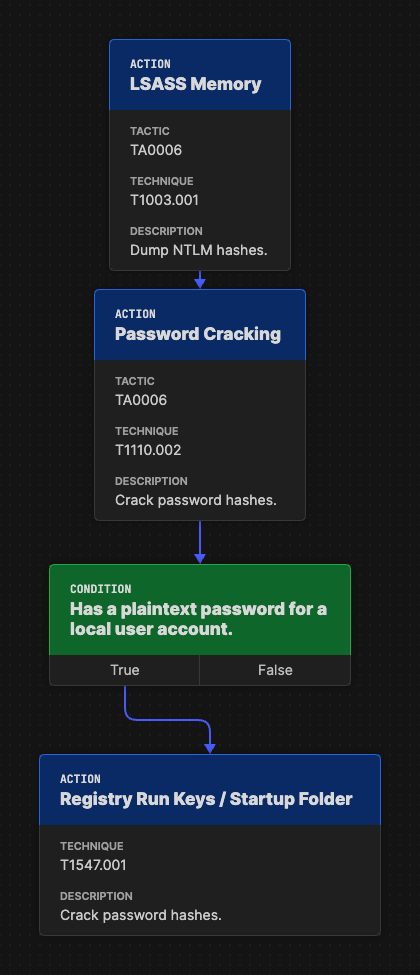 ACTION
LSASS Memory
TACTIC
TA0006
TECHNIQUE
T1003.001
DESCRIPTION
Dump NTLM hashes.
ACTION
Password Cracking
TACTIC
TA0006
TECHNIQUE
T1110.002
DESCRIPTION
Crack password hashes.
CONDITION
Has a plaintext password for a
local user account.
True
False
ACTION
Registry Run Keys / Startup Folder
TECHNIQUE
T1547.001
DESCRIPTION
Crack password hashes.